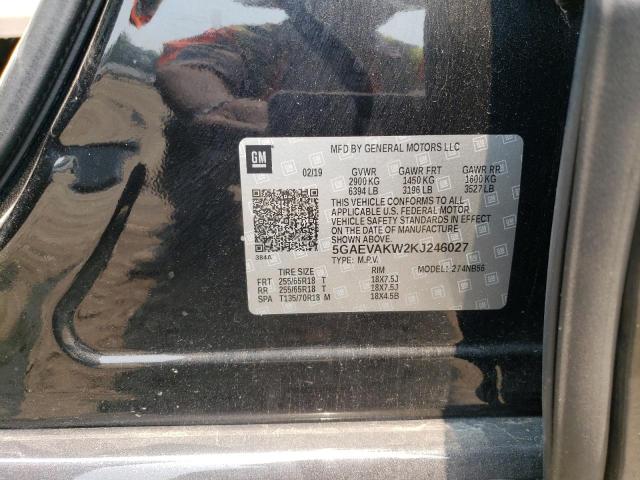 GM
MFD BY GENERAL MOTORS LLC
02/19 GVWR GAWR FRT GAWR RR
2900 KG 1450 KG 1600 KG
6394 LB 3196 LB 3527 LB
THIS VEHICLE CONFORMS TO ALL
APPLICABLE U.S. FEDERAL MOTOR
VEHICLE SAFETY STANDARDS IN EFFECT
ON THE DATE OF MANUFACTURE
SHOWN ABOVE.
384A 5GAEVAKW2KJ246027
TYPE: M.P.V.
TIRE SIZE RIM MODEL: 274NB56
FRT 255/65R18 T 18X7.5J
RR 255/65R18 T 18X7.5J
SPA T135/70R18 M 18X4.5B